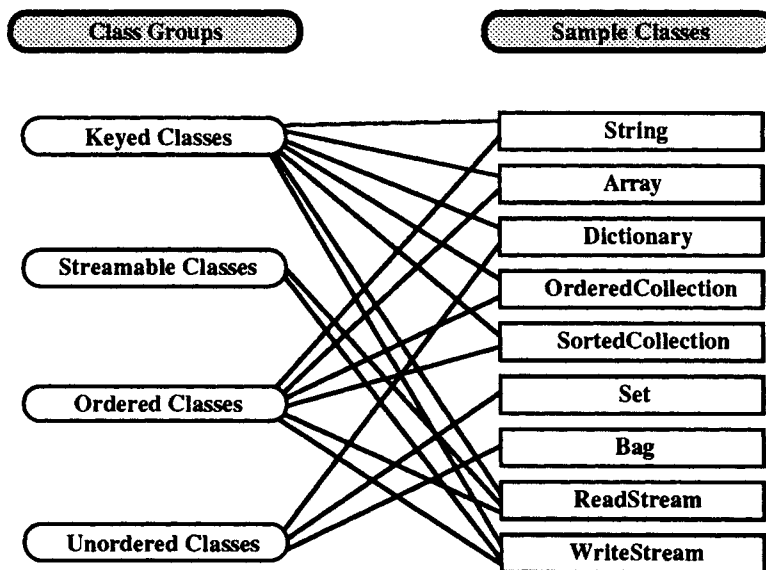 Class Groups
Sample Classes
Keyed Classes
Streamable Classes
Ordered Classes
Unordered Classes
String
Array
Dictionary
OrderedCollection
SortedCollection
Set
Bag
ReadStream
WriteStream